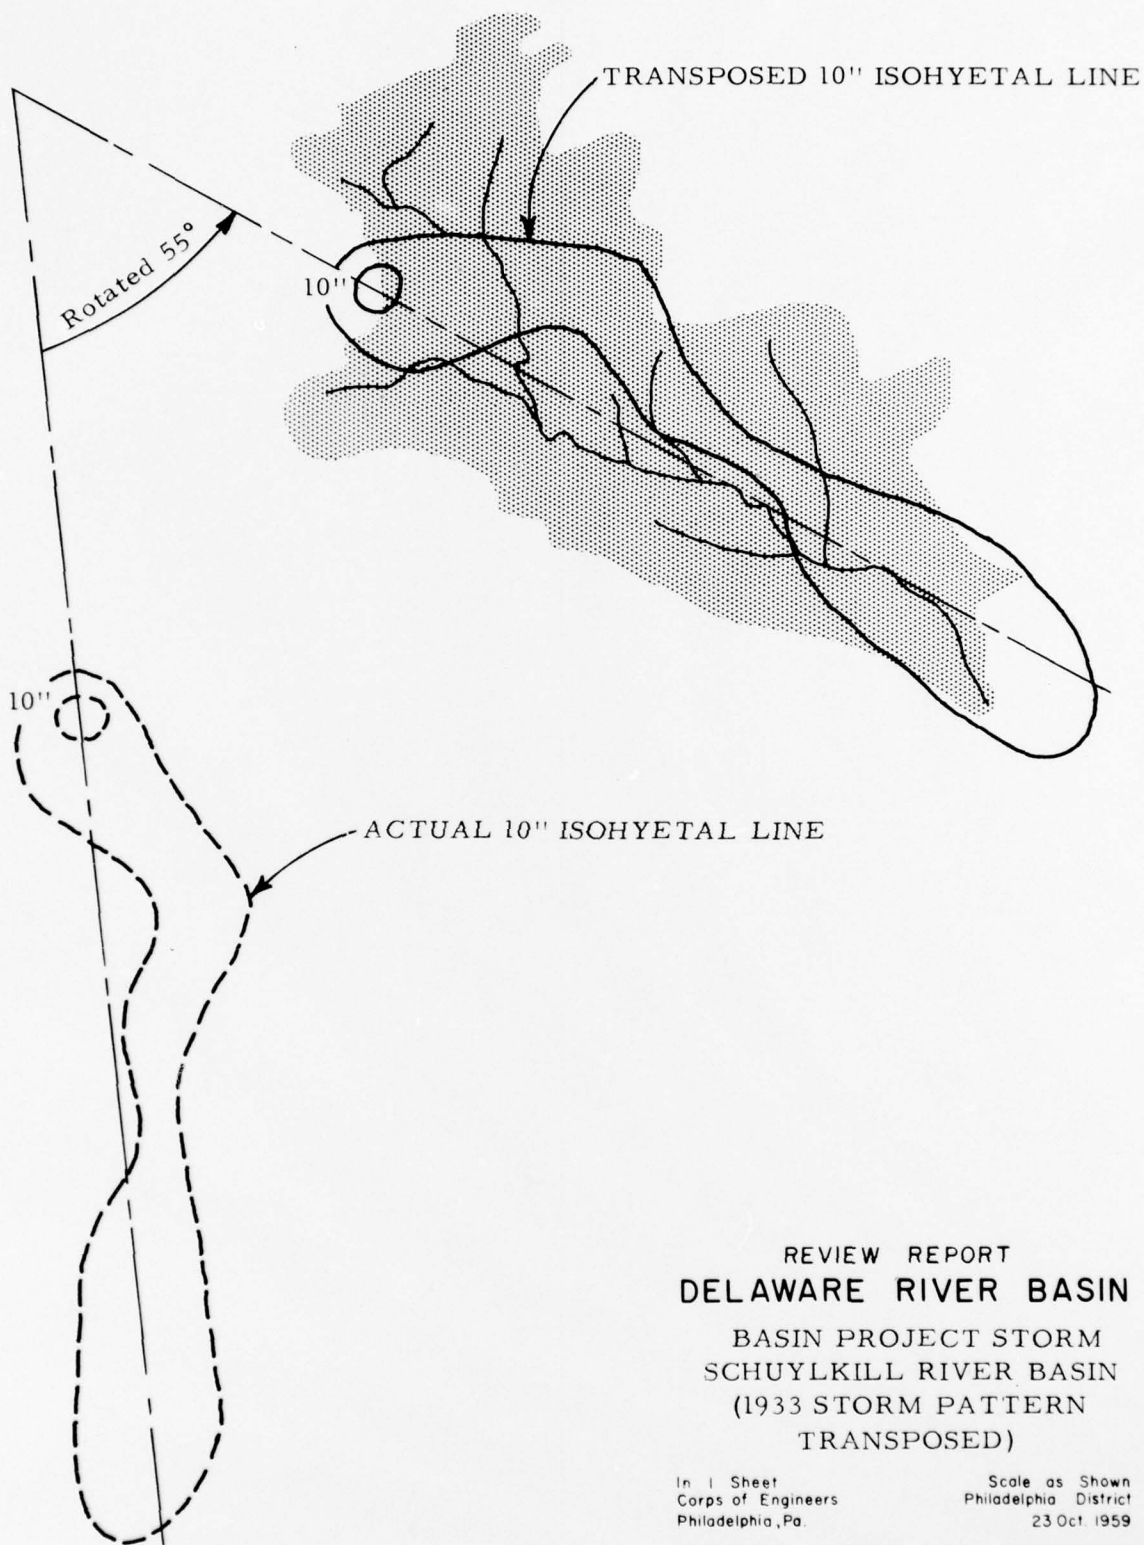 TRANSPOSED 10" ISOHYETAL LINE
Rotated 55°
10"
10"
ACTUAL 10" ISOHYETAL LINE
REVIEW REPORT
DELAWARE RIVER BASIN
BASIN PROJECT STORM
SCHUYLKILL RIVER BASIN
(1933 STORM PATTERN
TRANSPOSED)
In 1 Sheet
Scale as Shown
Corps of Engineers
Philadelphia District
Philadelphia, Pa.
23 Oct. 1959